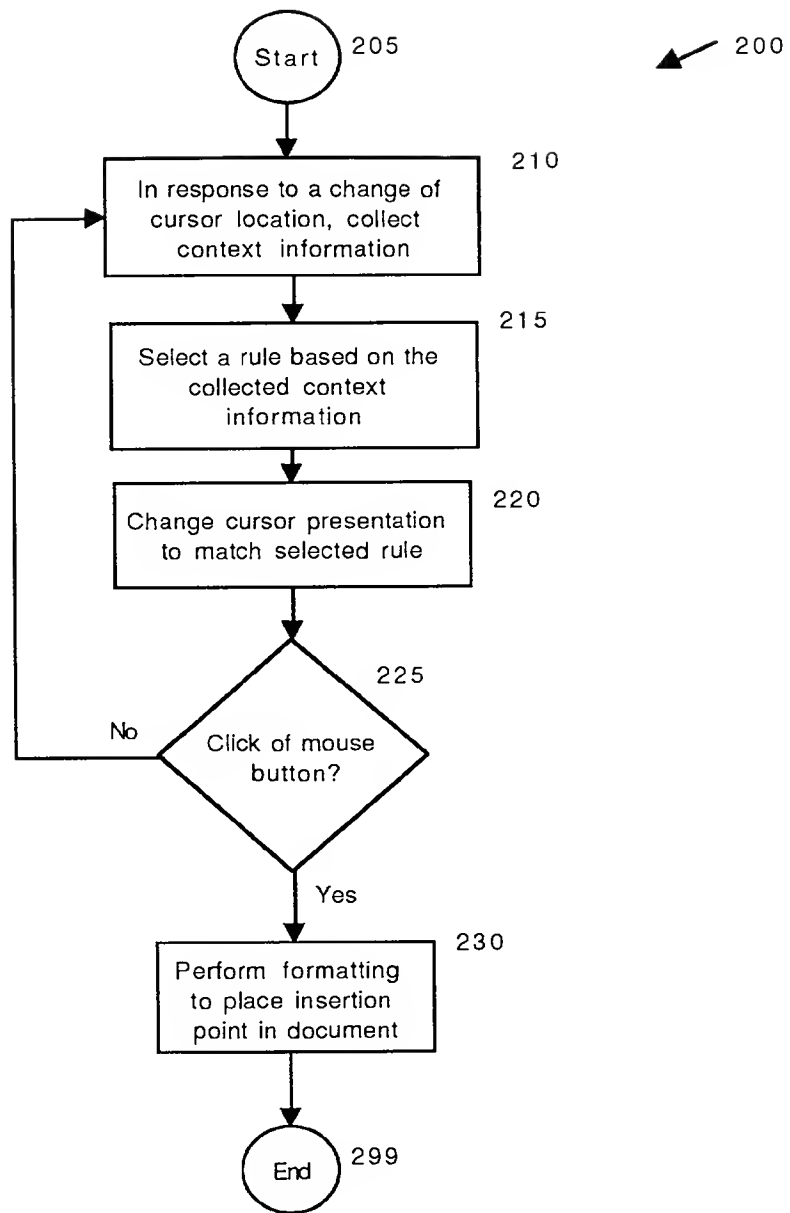 Start
205
200
210
In response to a change of
cursor location, collect
context information
215
Select a rule based on the
collected context
information
220
Change cursor presentation
to match selected rule
225
No
Click of mouse
button?
Yes
230
Perform formatting
to place insertion
point in document
End
299